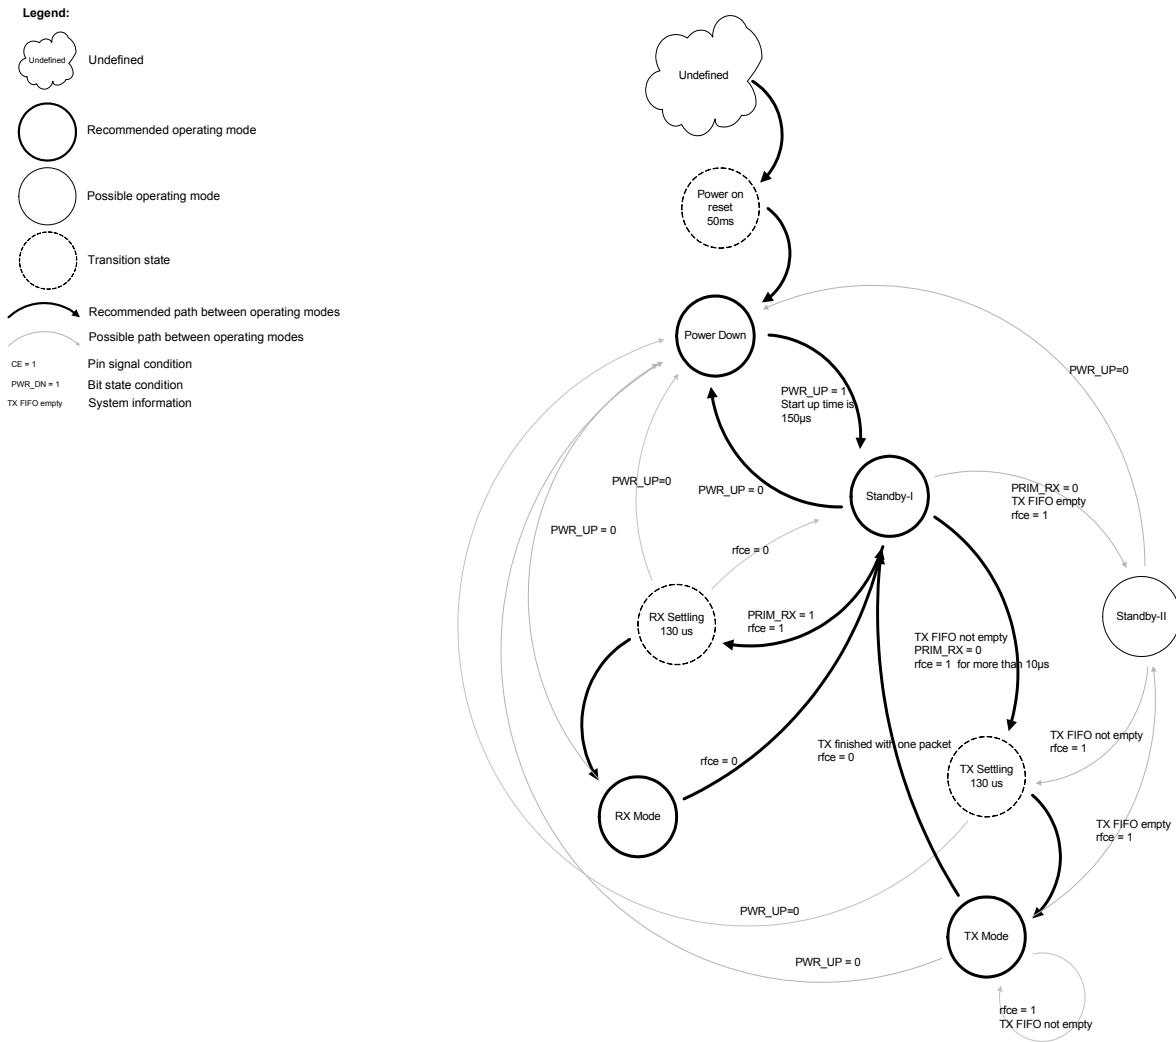 Legend:
Undefined
Undefined
Recommended operating mode
Possible operating mode
Transition state
Recommended path between operating modes
Possible path between operating modes
CE = 1
Pin signal condition
PWR_DN = 1
Bit state condition
TX FIFO empty
System information
Undefined
Power on
reset
50ms
Power Down
PWR_UP=0
PWR_UP = 1
Start up time is
150µs
PWR_UP=0
PWR_UP = 0
Standby-I
PRIM_RX = 0
TX FIFO empty
rfce = 1
PWR_UP = 0
rfce = 0
RX Settling
130 us
PRIM_RX = 1
rfce = 1
Standby-II
TX FIFO not empty
PRIM_RX = 0
rfce = 1 for more than 10µs
TX FIFO not empty
rfce = 1
TX finished with one packet
rfce = 0
rfce = 0
TX Settling
130 us
RX Mode
TX FIFO empty
rfce = 1
PWR_UP=0
TX Mode
PWR_UP = 0
rfce = 1
TX FIFO not empty